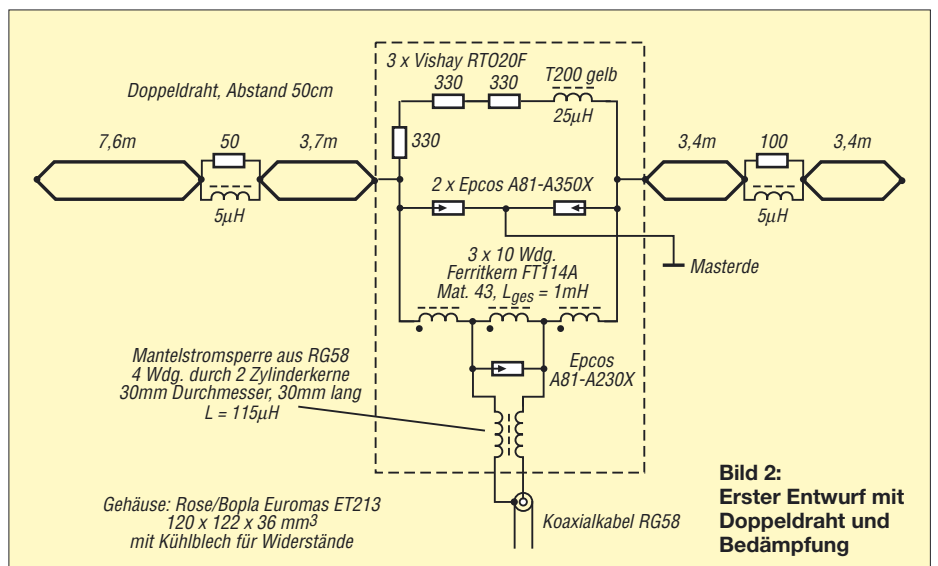 3 x Vishay RTO20F
330
330
T200 gelb
25µH
330
Doppeldraht, Abstand 50cm
7,6m
50
3,7m
5µH
3,4m
100
3,4m
5µH
2 x Epcos A81-A350X
Masterde
3 x 10 Wdg.
Ferritkern FT114A
Mat. 43, Lges = 1mH
Epcos
A81-A230X
Mantelstromsperre aus RG58
4 Wdg. durch 2 Zylinderkerne
30mm Durchmesser, 30mm lang
L = 115µH
Gehäuse: Rose/Bopla Euromas ET213
120 x 122 x 36 mm³
mit Kühlblech für Widerstände
Koaxialkabel RG58
Bild 2:
Erster Entwurf mit
Doppeldraht und
Bedämpfung